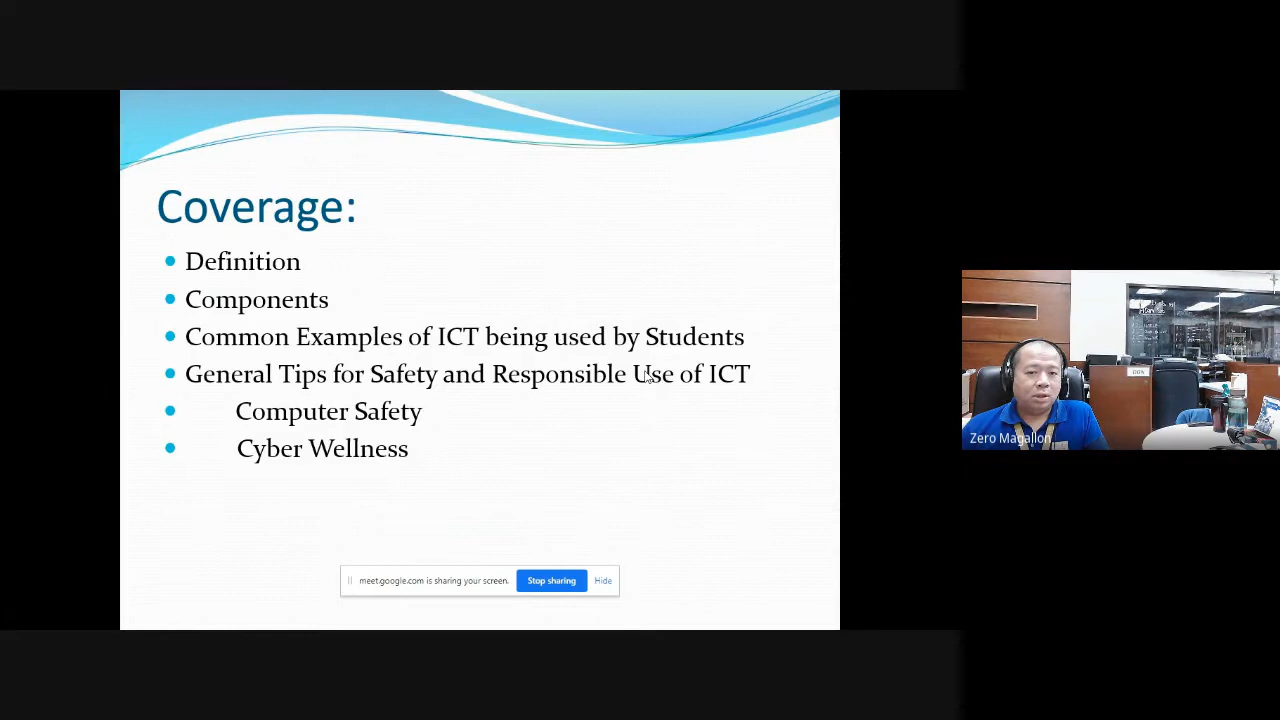 Coverage:
Definition
Components
Common Examples of ICT being used by Students
General Tips for Safety and Responsible Use of ICT
Computer Safety
Cyber Wellness
meet.google.com is sharing your screen.
Stop sharing
Hide
Zero Magallon